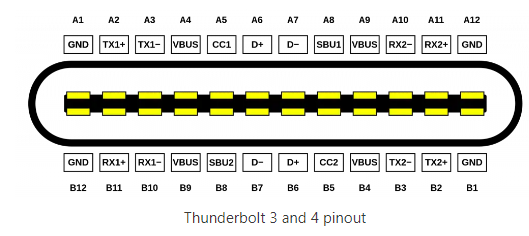 A1 A2 A3 A4 A5 A6 A7 A8 A9 A10 A11 A12
GND TX1+ TX1− VBUS CC1 D+ D− SBU1 VBUS RX2− RX2+ GND
GND RX1+ RX1− VBUS SBU2 D− D+ CC2 VBUS TX2− TX2+ GND
B12 B11 B10 B9 B8 B7 B6 B5 B4 B3 B2 B1
Thunderbolt 3 and 4 pinout